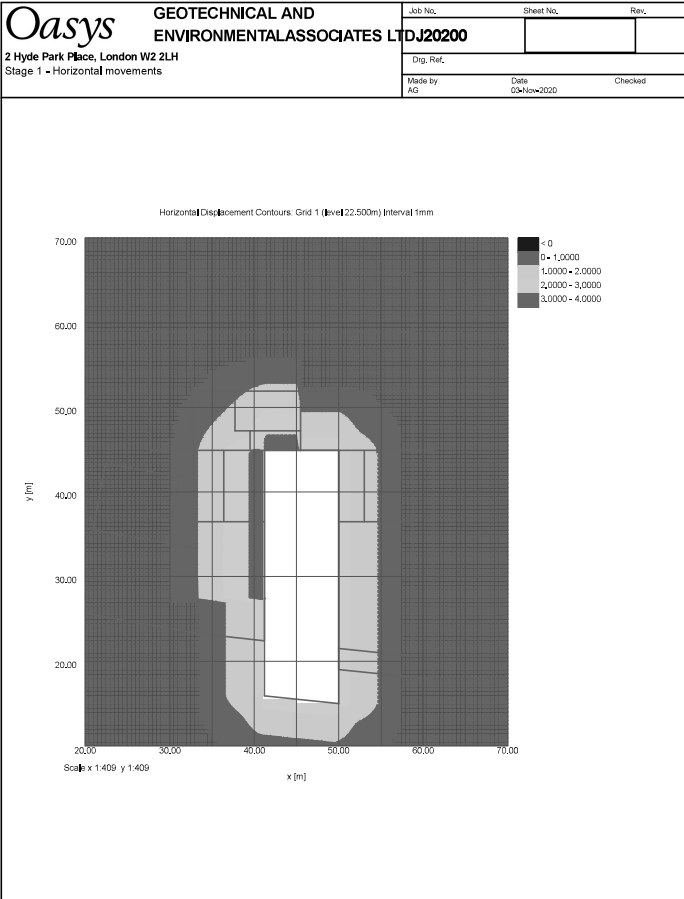 Oasys
GEOTECHNICAL AND
ENVIRONMENTALASSOCIATES LTD
Job No.
Sheet No.
Rev.
J20200
2 Hyde Park Place, London W2 2LH
Stage 1 - Horizontal movements
Drg. Ref.
Made by
AG
Date
03-Nov-2020
Checked
Horizontal Displacement Contours: Grid 1 (level 22.500m) Interval 1mm
< 0
0 - 1.0000
1.0000 - 2.0000
2.0000 - 3.0000
3.0000 - 4.0000
70.00
60.00
50.00
40.00
30.00
20.00
y [m]
20.00 30.00 40.00 50.00 60.00 70.00
Scale x 1:409 y 1:409
x [m]